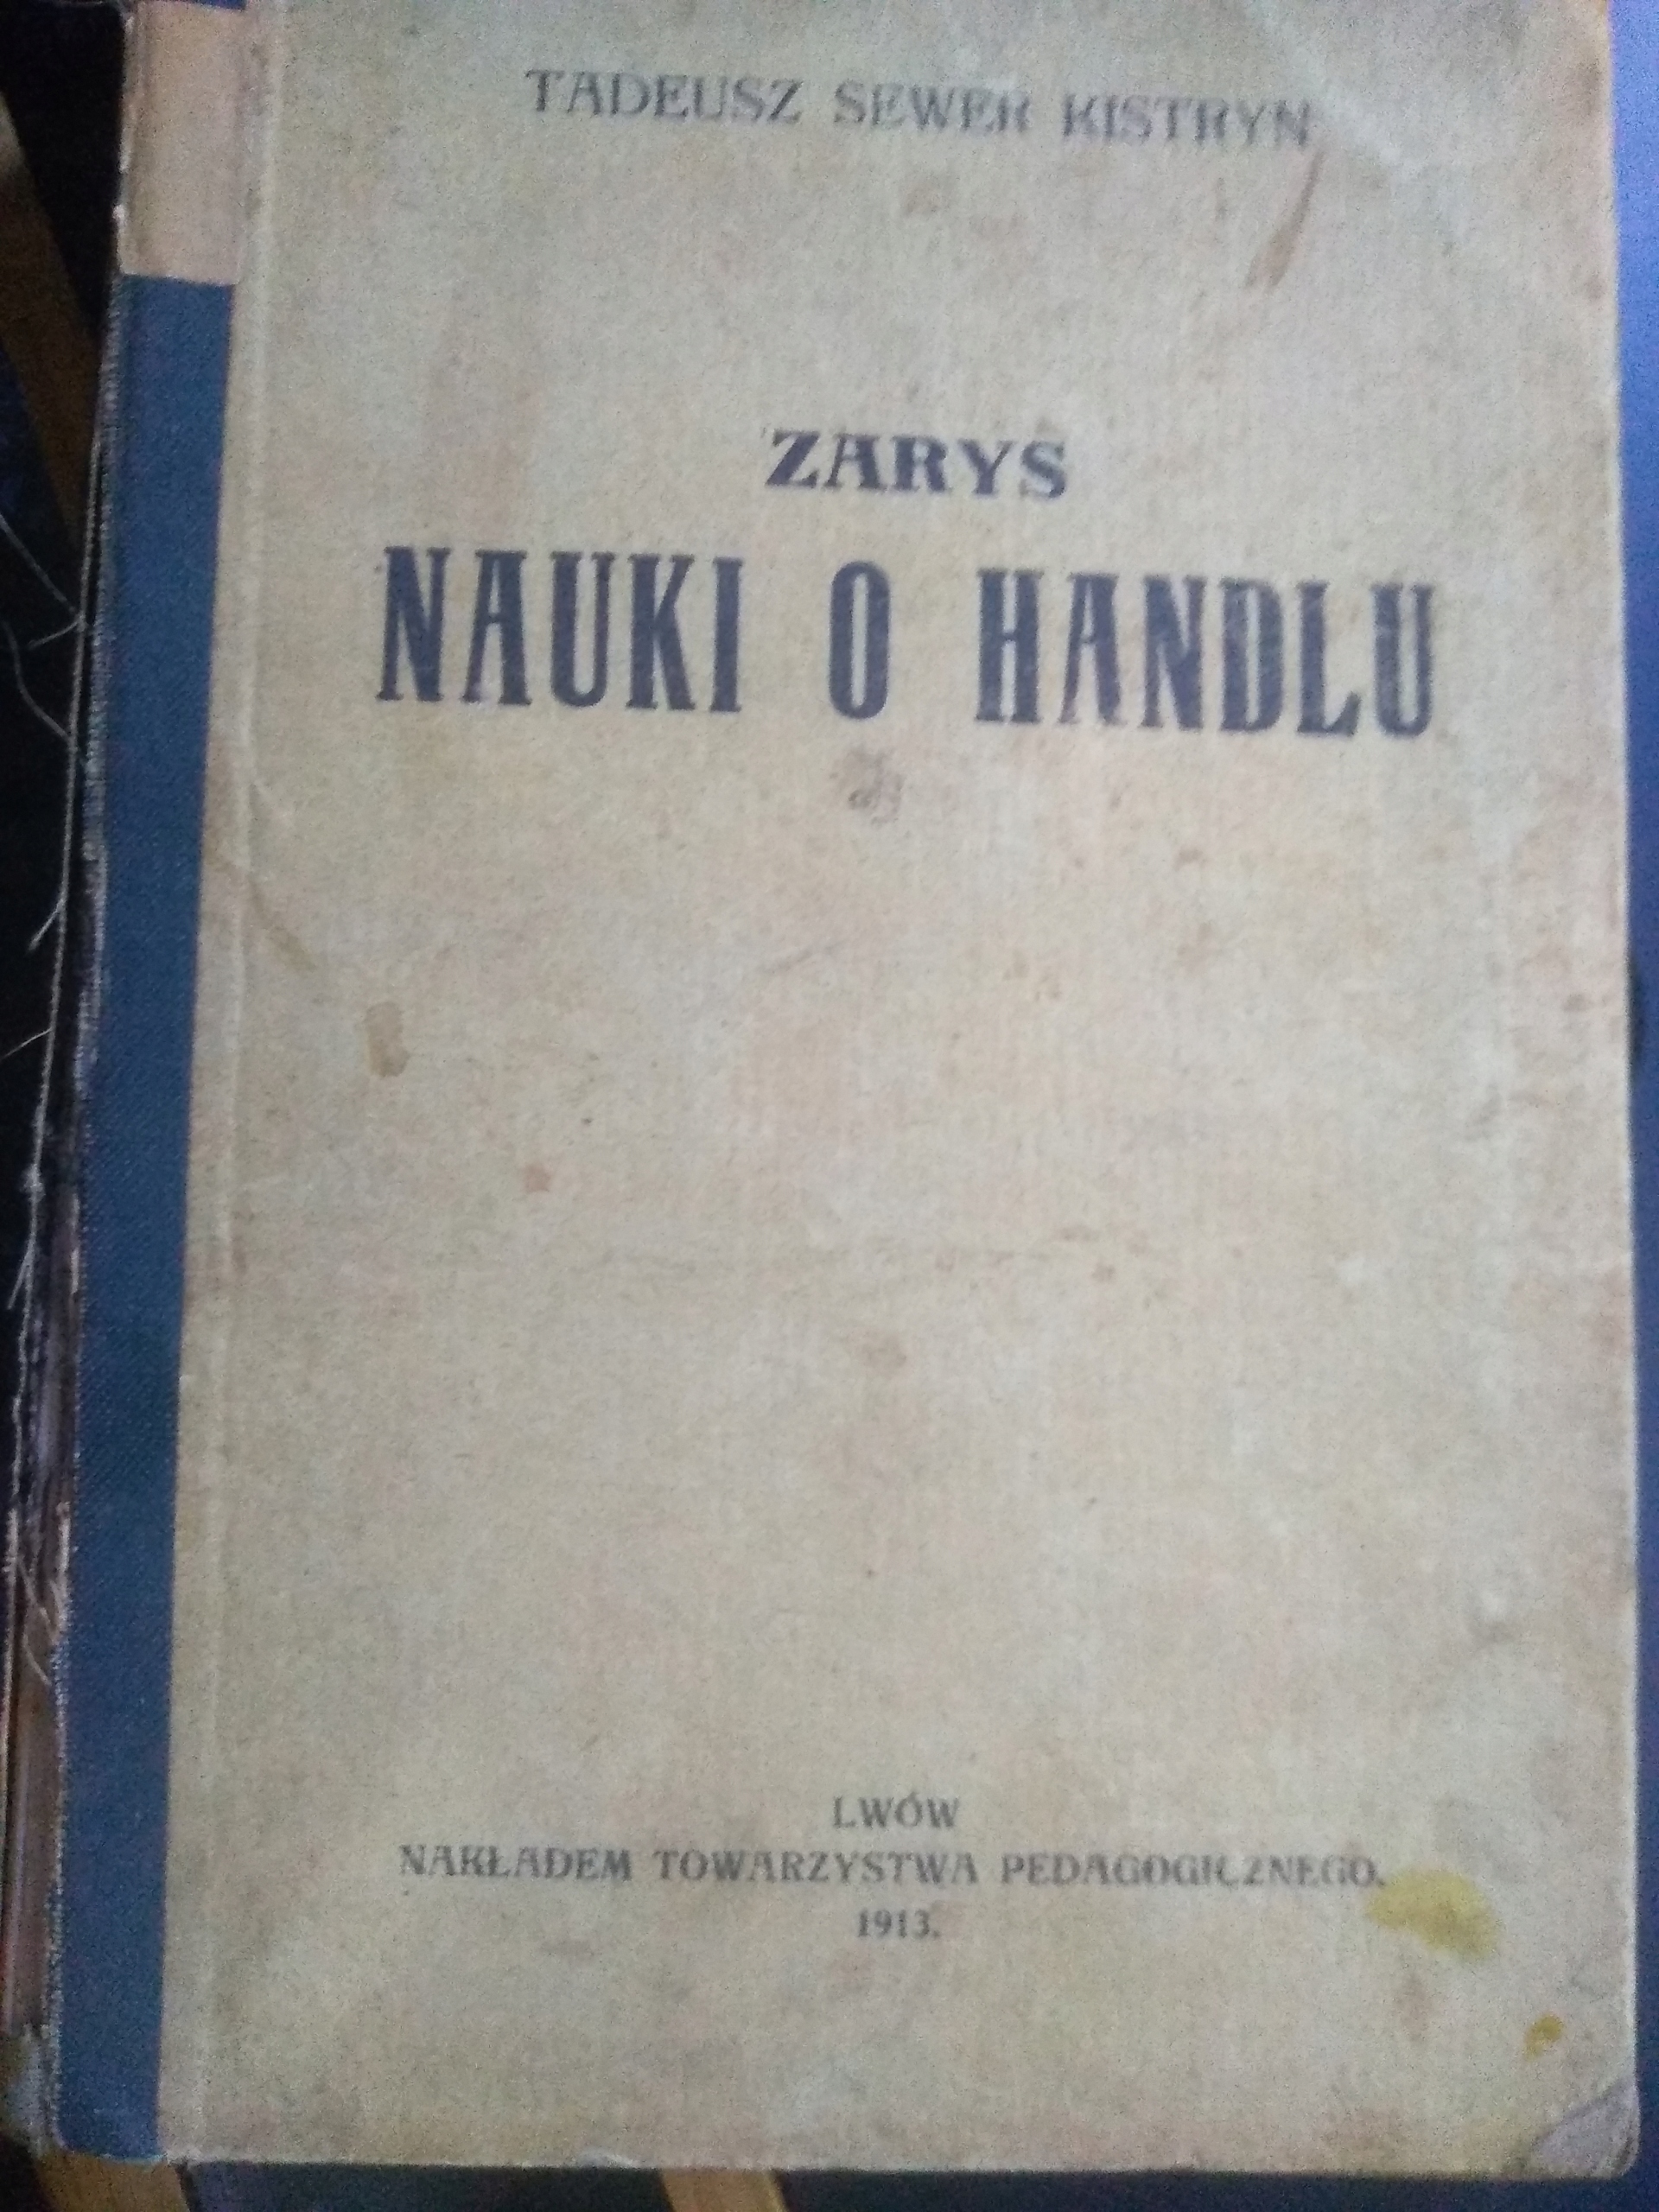 TADEUSZ SEWER KISTRYN
ZARYS
NAUKI O HANDLU
LWÓW
NAKŁADEM TOWARZYSTWA PEDAGOGICZNEGO.
1913.